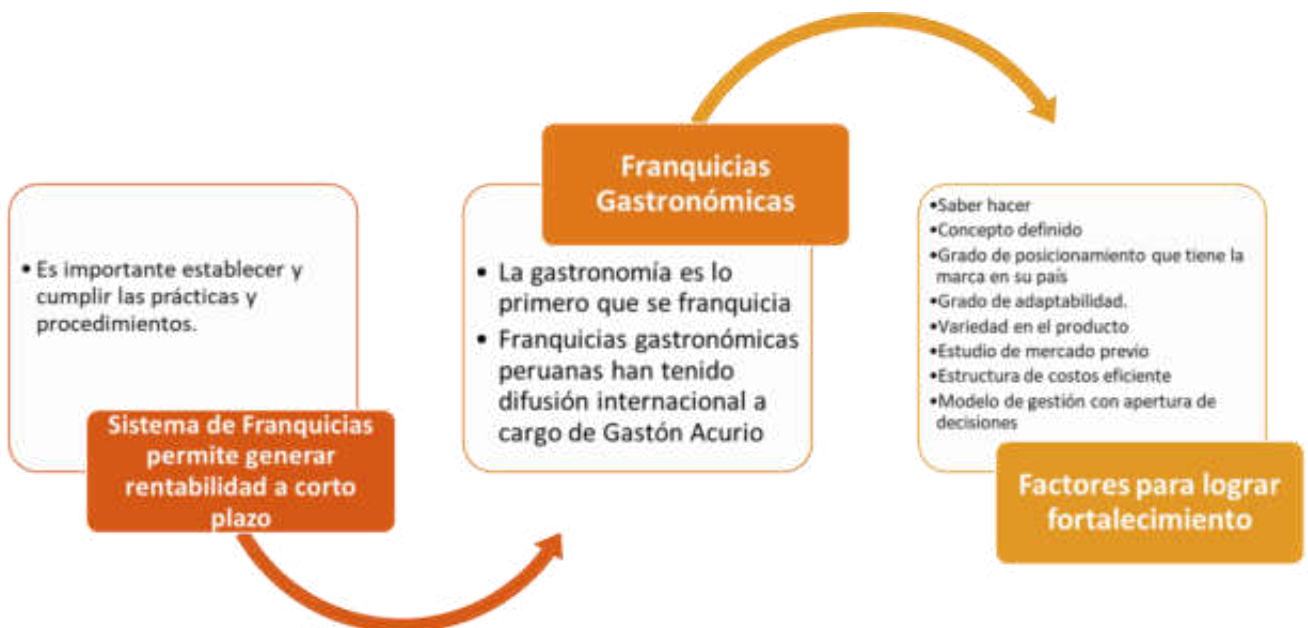 • Es importante establecer y
cumplir las prácticas y
procedimientos.
Sistema de Franquicias
permite generar
rentabilidad a corto
plazo
Franquicias
Gastronómicas
• La gastronomía es lo
primero que se franquicia
• Franquicias gastronómicas
peruanas han tenido
difusión internacional a
cargo de Gastón Acurio
•Saber hacer
•Concepto definido
•Grado de posicionamiento que tiene la
marca en su país
•Grado de adaptabilidad.
•Variedad en el producto
•Estudio de mercado previo
•Estructura de costos eficiente
•Modelo de gestión con apertura de
decisiones
Factores para lograr
fortalecimiento